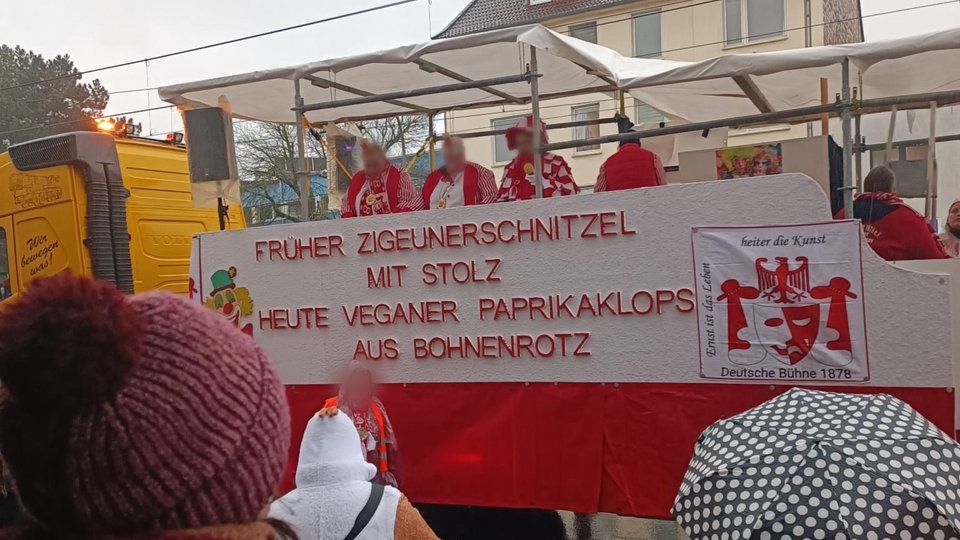 Wir
bewegen was!
VOLVO
FRÜHER ZIGEUNERSCHNITZEL
MIT STOLZ
HEUTE VEGANER PAPRIKAKLOPS
AUS BOHNENROTZ
heiter die Kunst
Ernst ist das Leben
Deutsche Bühne 1878